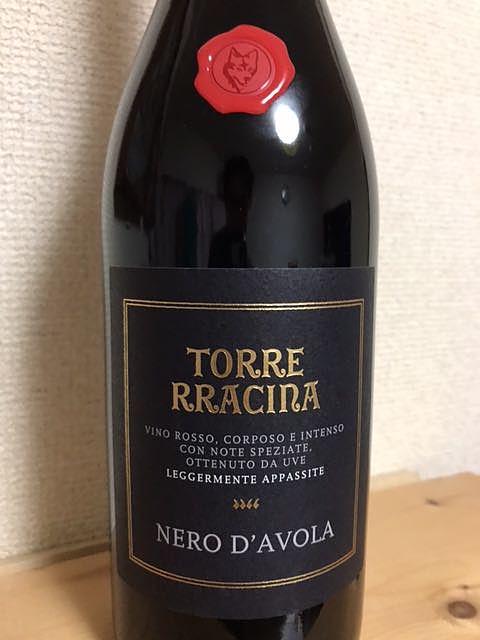 TORRE
RRACINA
VINO ROSSO, CORPOSO E INTENSO
CON NOTE SPEZIATE,
OTTENUTO DA UVE
LEGGERMENTE APPASSITE
NERO D'AVOLA